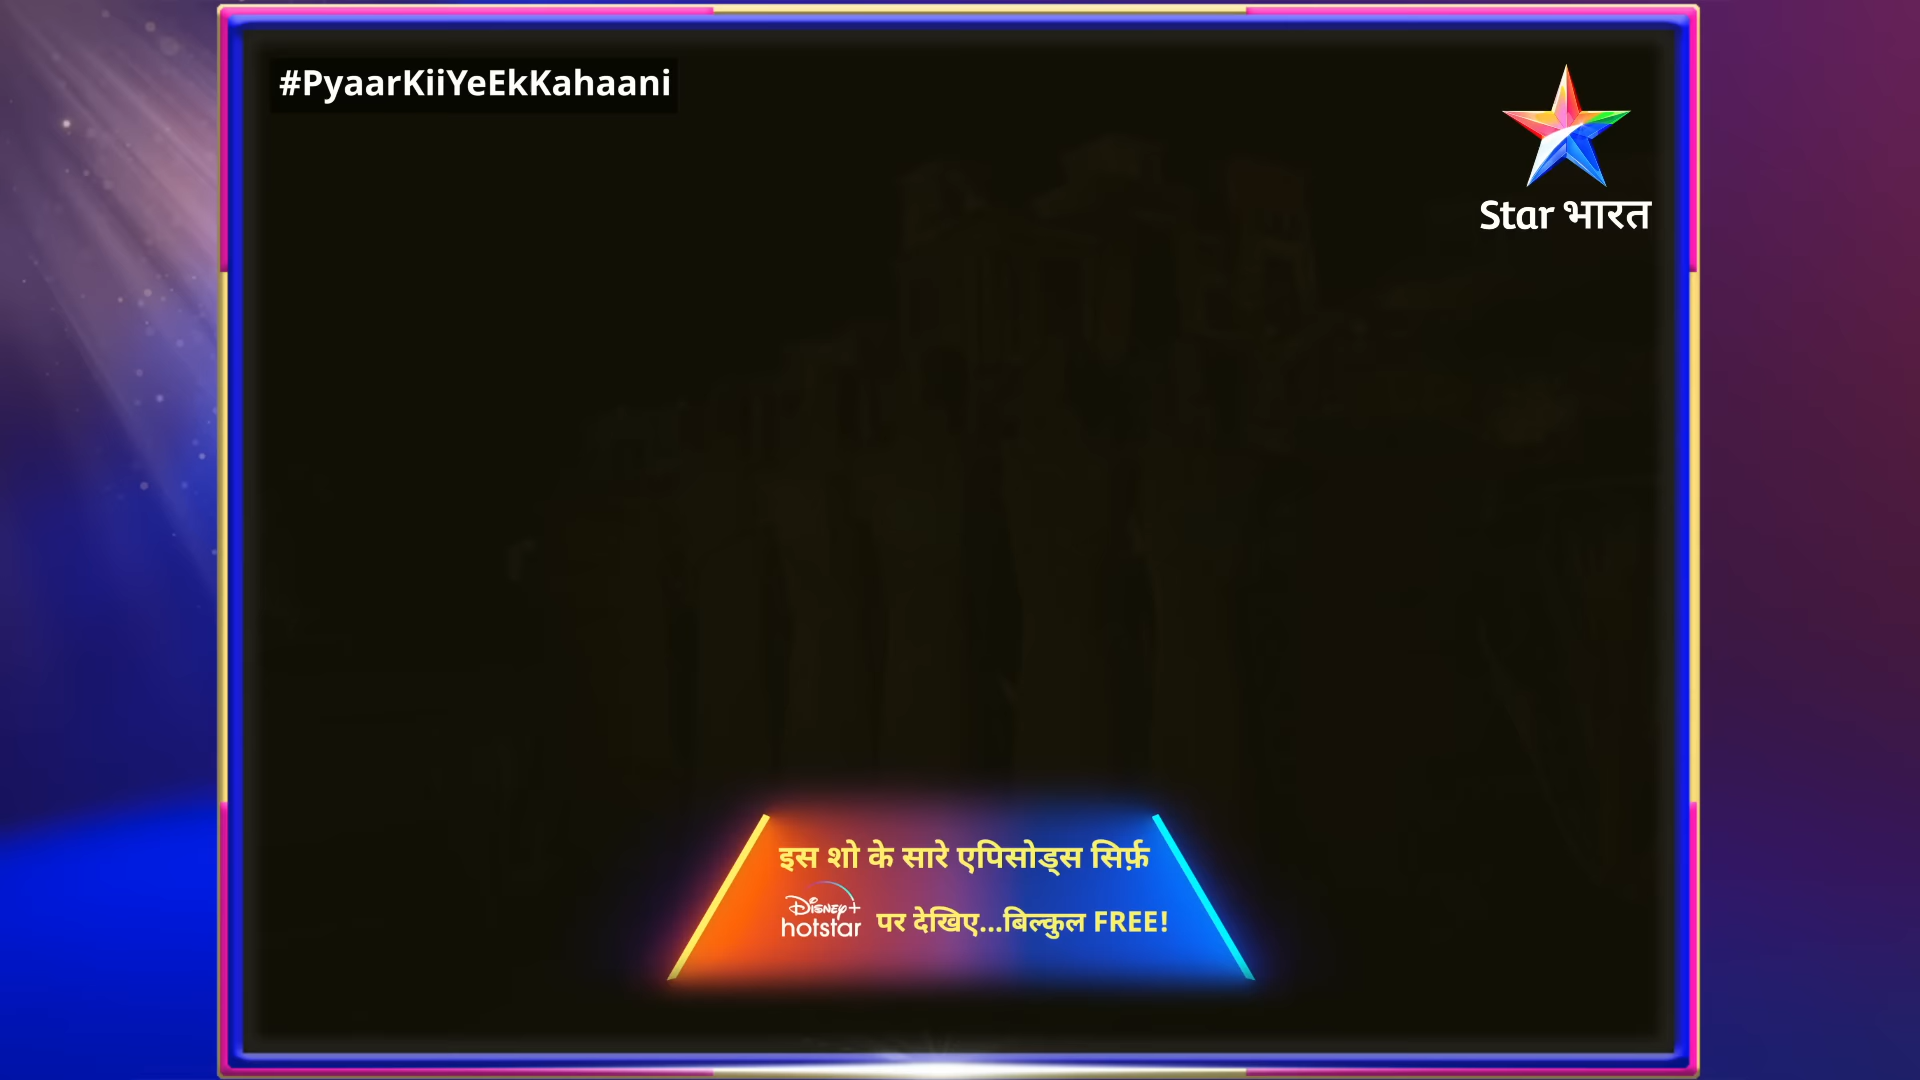 #PyaarKiiYeEkKahaani
Star भारत
इस शो के सारे एपिसोड्स सिर्फ़
Disney+ hotstar पर देखिए...बिल्कुल FREE!